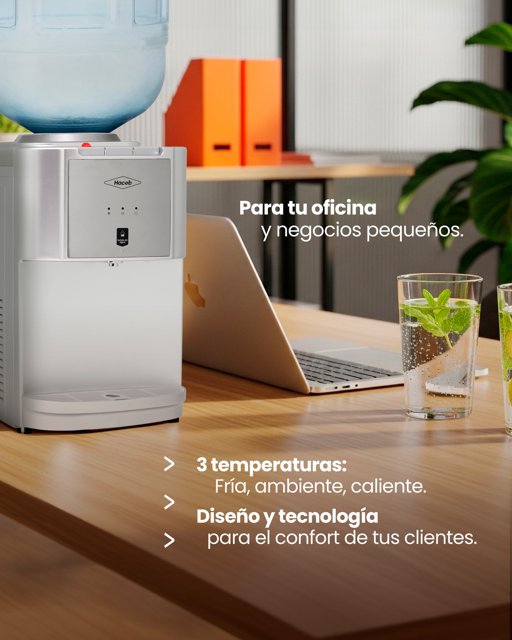 Haceb
Para tu oficina
y negocios pequeños.
> 3 temperaturas:
Fría, ambiente, caliente.
>
Diseño y tecnología
> para el confort de tus clientes.